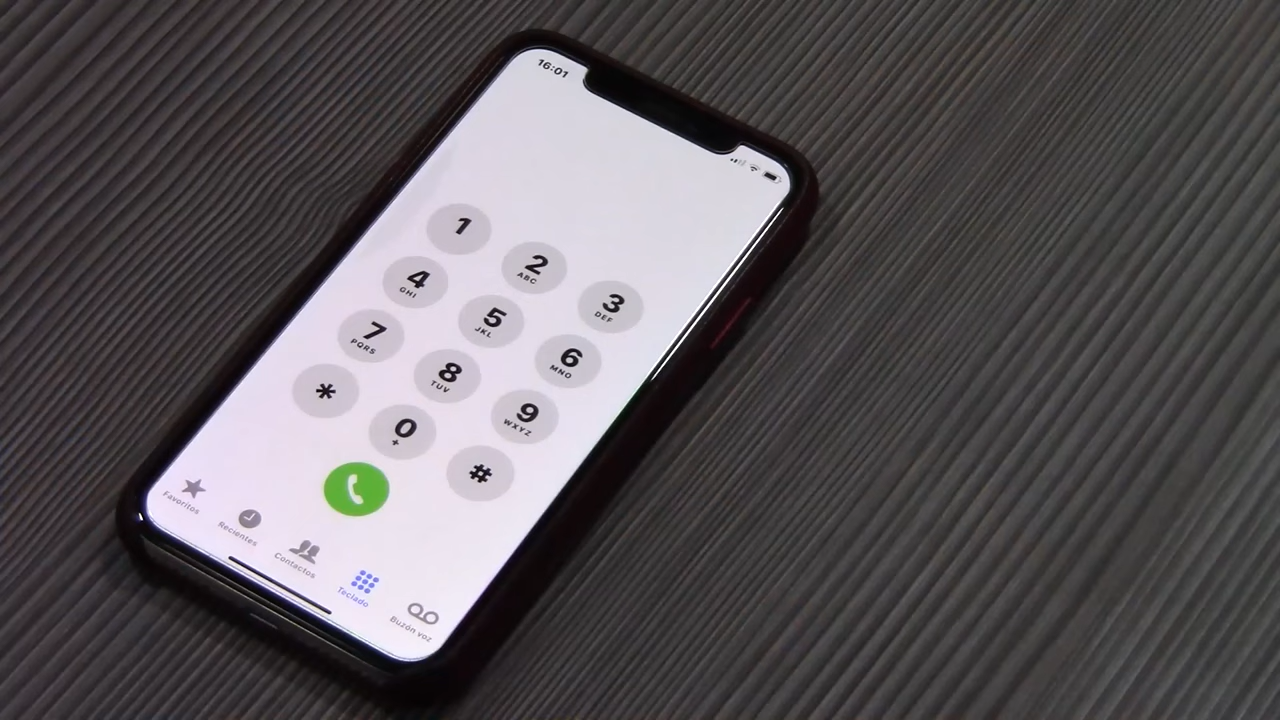 16:01
1
2
ABC
3
DEF
4
GHI
5
JKL
6
MNO
7
PQRS
8
TUV
9
WXYZ
*
0
+
#
Favoritos
Recientes
Contactos
Teclado
Buzón voz